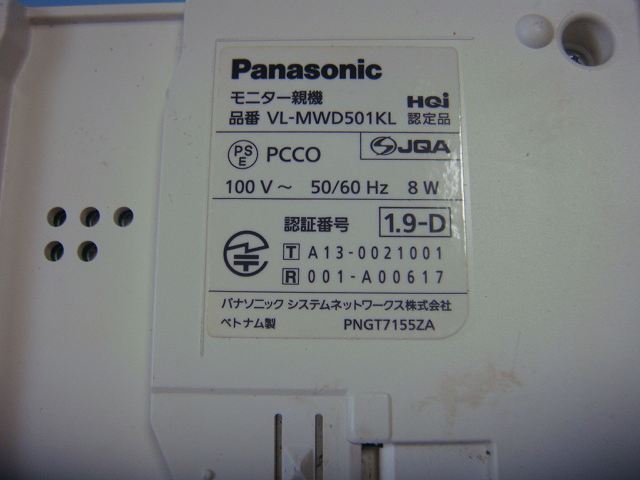 Panasonic
モニター親機
品番 VL-MWD501KL
HQi
認定品
PS E PCCO
JQA
100 V～ 50/60 Hz 8 W
認証番号 1.9-D
T A13-0021001
R 001-A00617
パナソニック システムネットワークス株式会社
ベトナム製 PNGT7155ZA